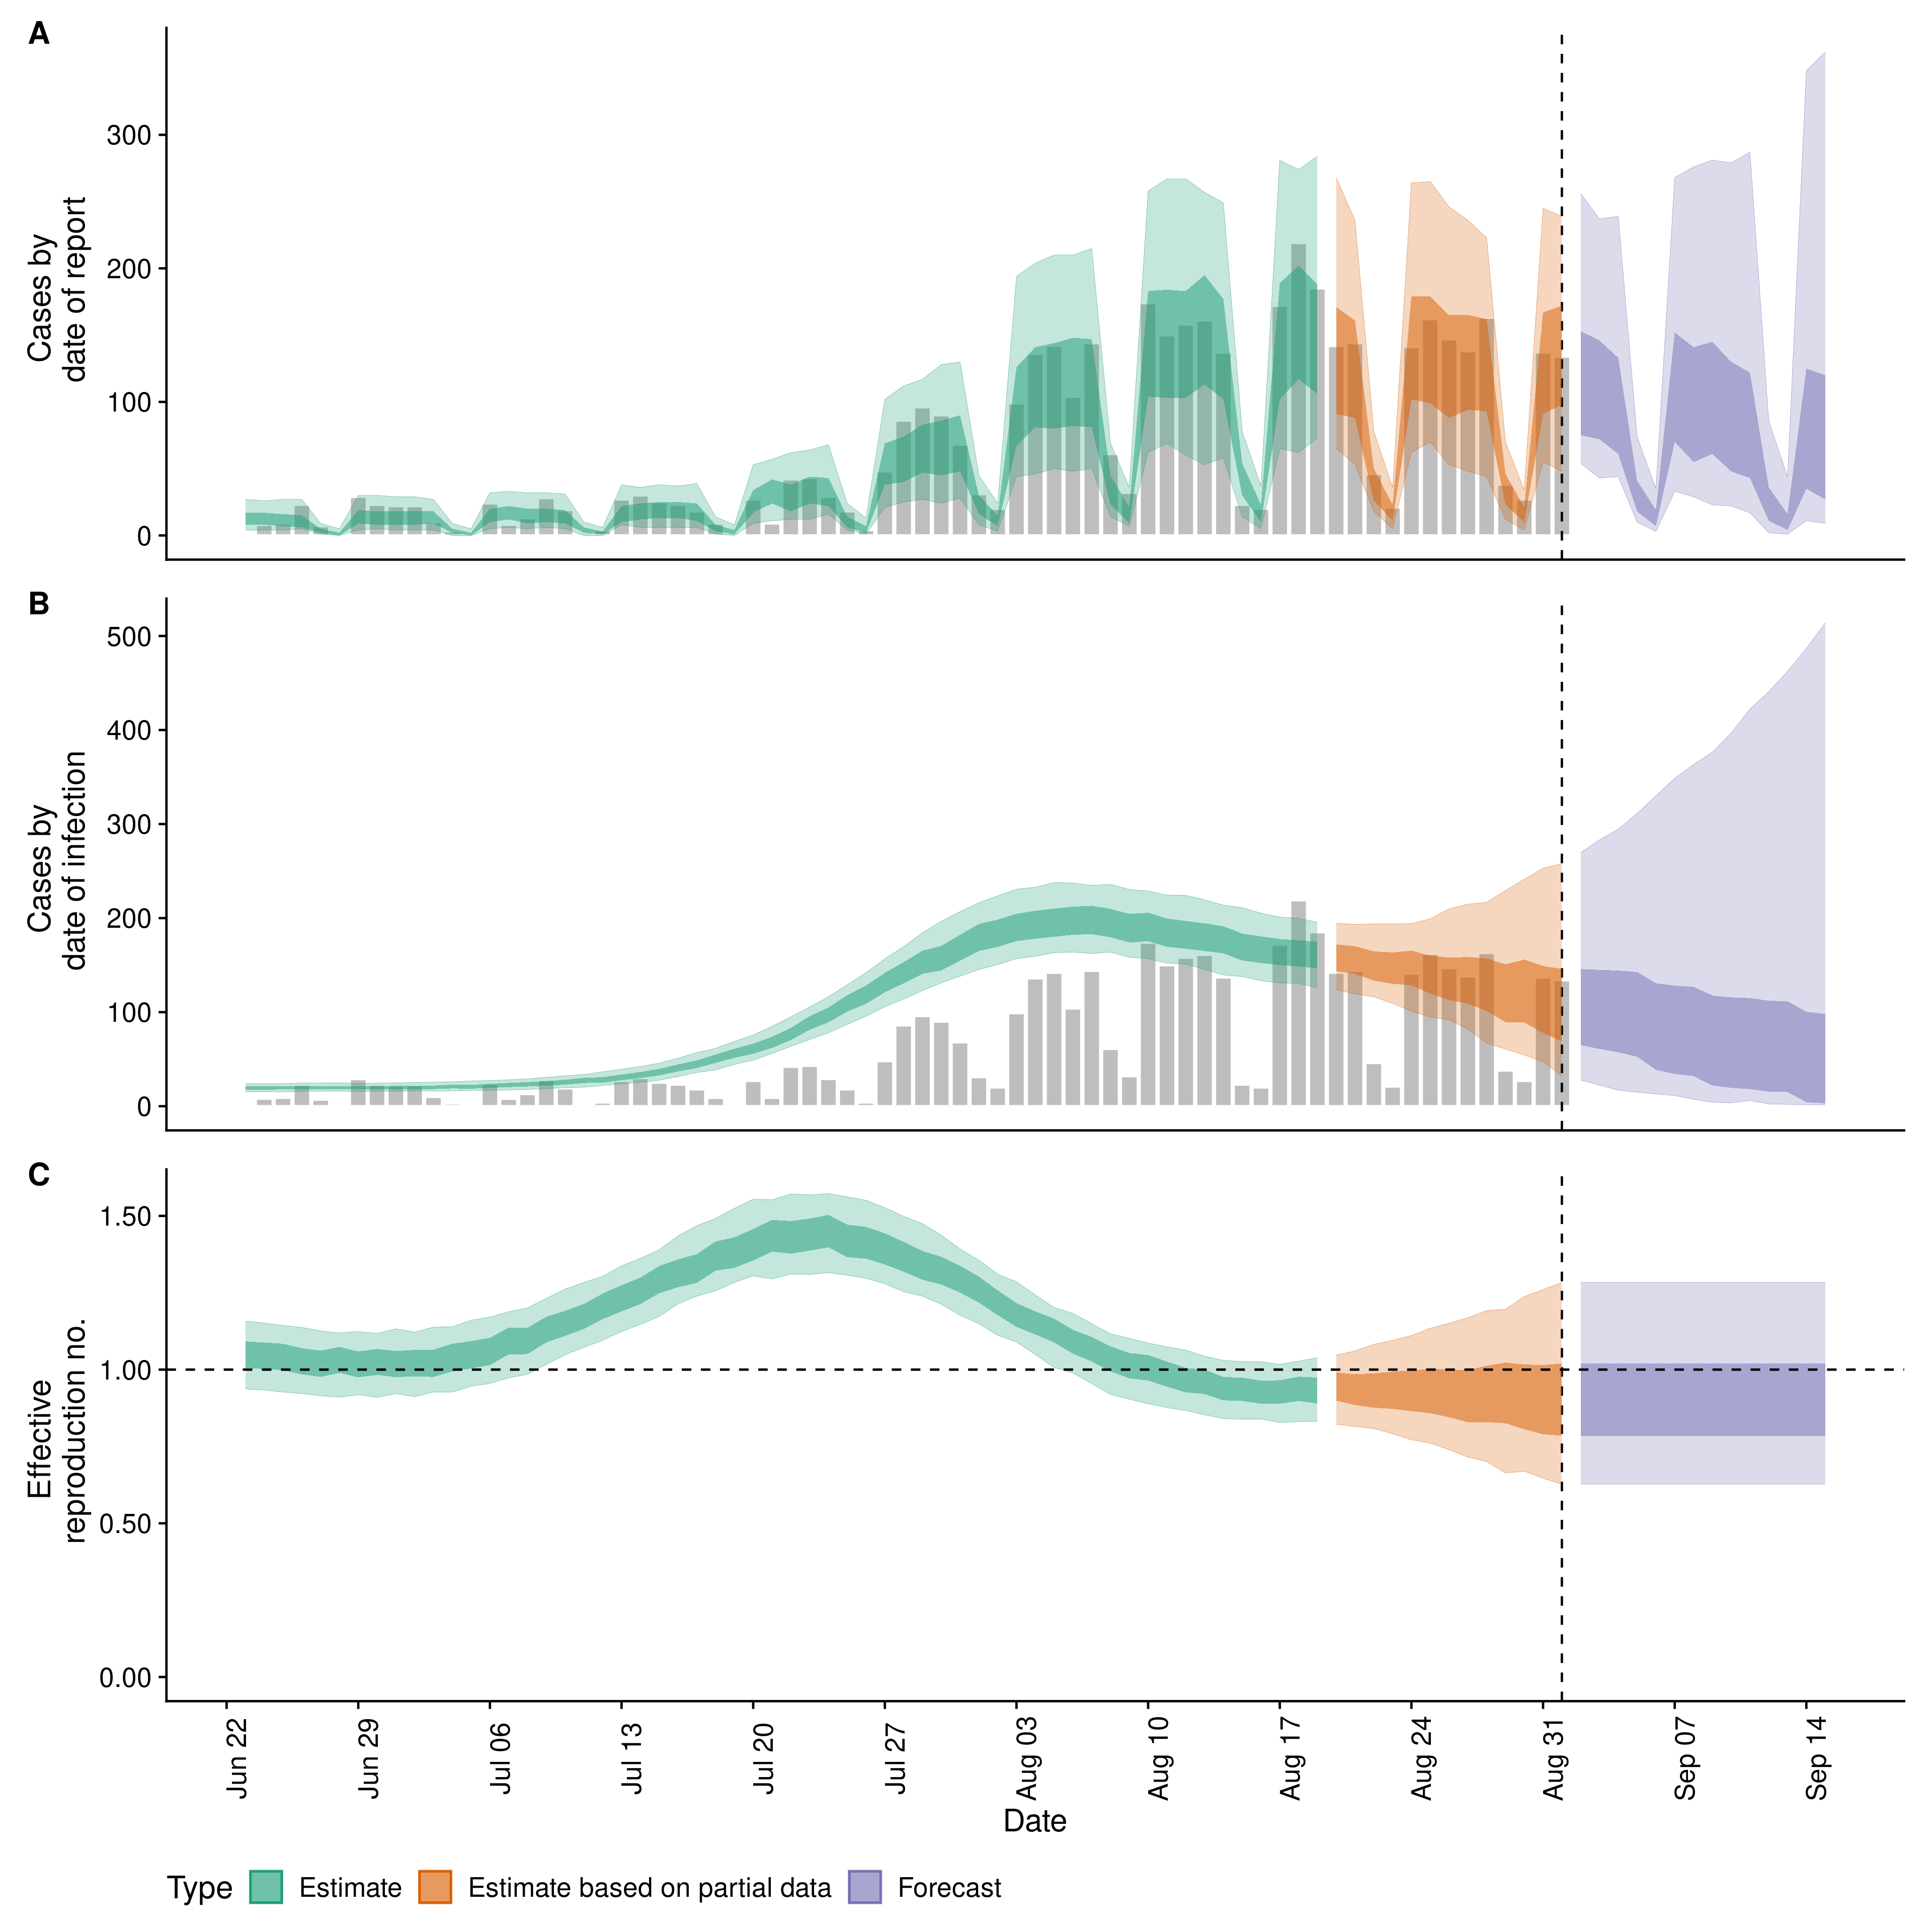 A
Cases by
date of report
300
200
100
0
B
Cases by
date of infection
500
400
300
200
100
0
C
Effective
reproduction no.
1.50
1.00
0.50
0.00
Jun 22
Jun 29
Jul 06
Jul 13
Jul 20
Jul 27
Aug 03
Aug 10
Aug 17
Aug 24
Aug 31
Sep 07
Sep 14
Date
Type
Estimate
Estimate based on partial data
Forecast